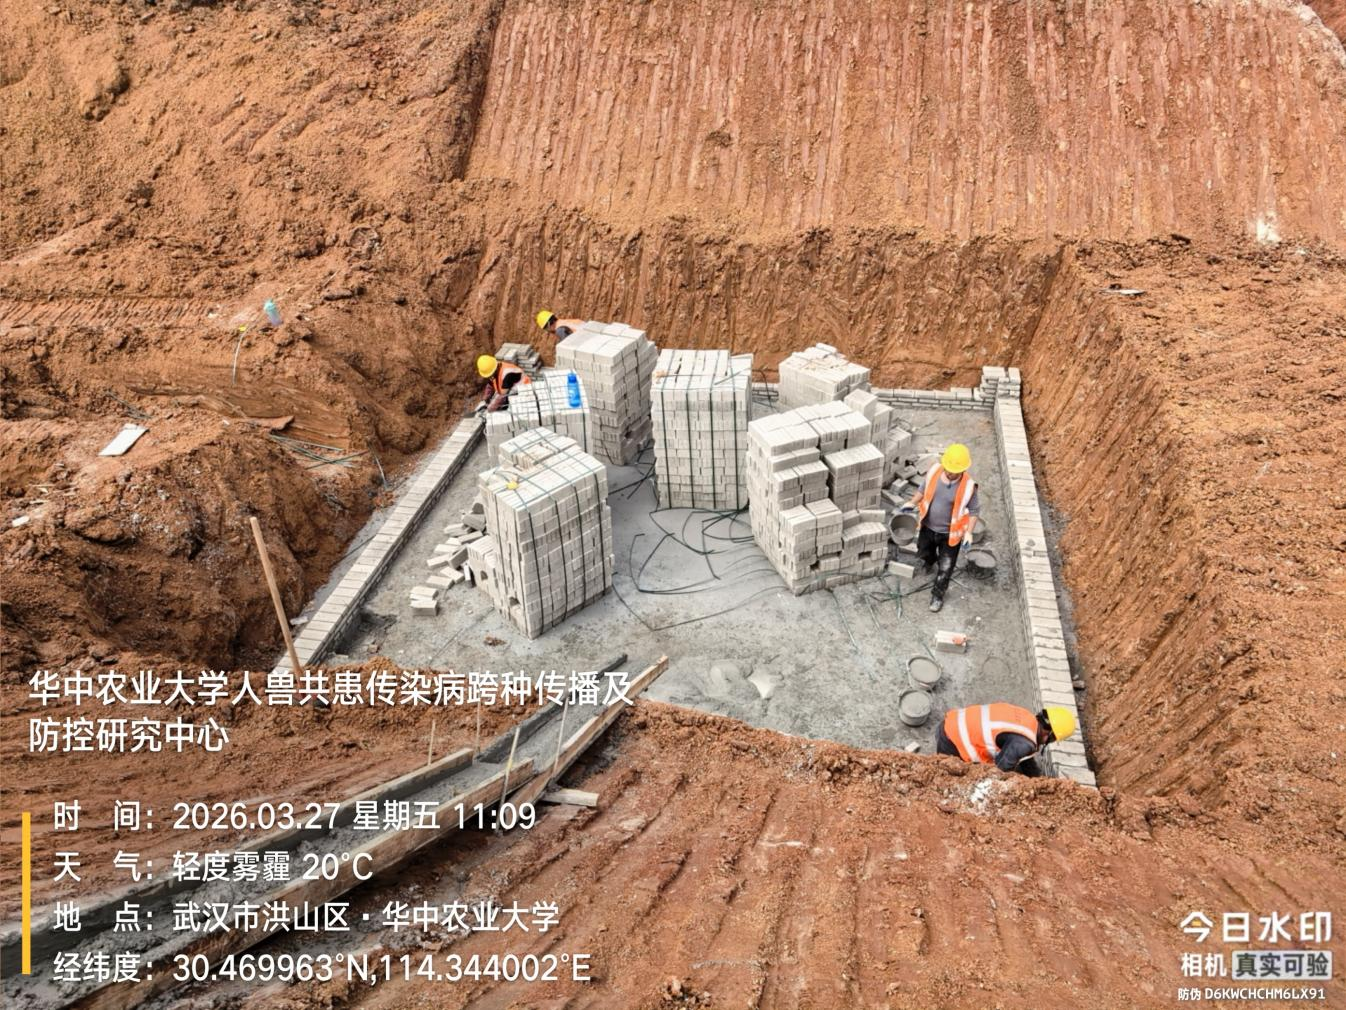 华中农业大学人兽共患传染病跨种传播及
防控研究中心
时 间：2026.03.27 星期五 11:09
天 气：轻度雾霾 20℃
地 点：武汉市洪山区·华中农业大学
经纬度：30.469963°N,114.344002°E
今日水印
相机 真实可验
防伪 D6KWCHCHM6LX91